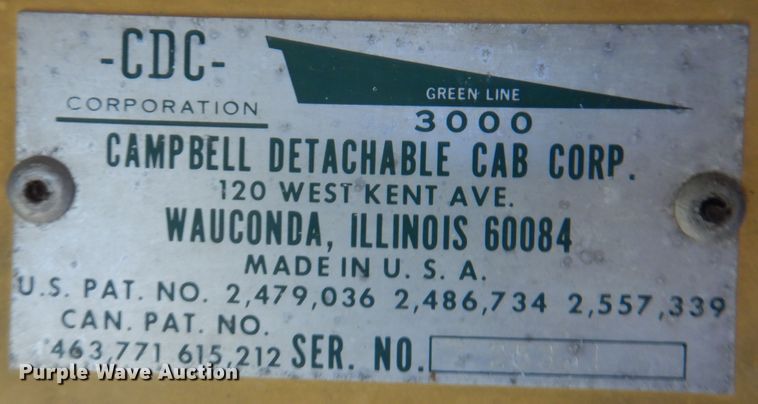 -CDC-
CORPORATION
GREEN LINE
3000
CAMPBELL DETACHABLE CAB CORP.
120 WEST KENT AVE.
WAUCONDA, ILLINOIS 60084
MADE IN U. S. A.
U.S. PAT. NO. 2,479,036 2,486,734 2,557,339
CAN. PAT. NO.
463,771 615,212 SER. NO.
Purple Wave Auction